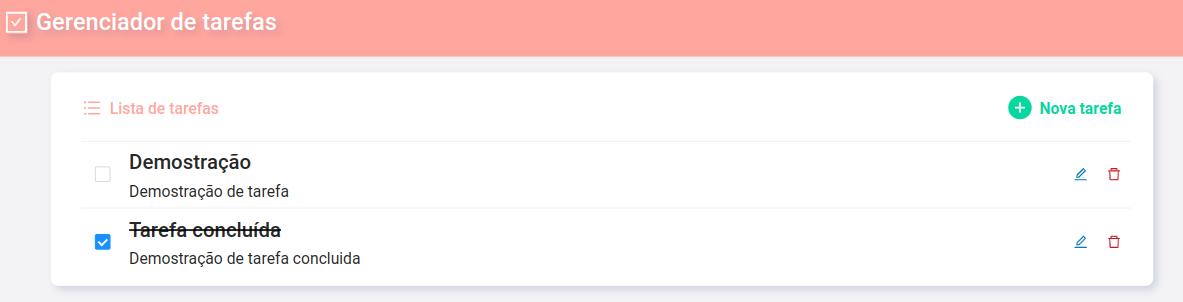 Gerenciador de tarefas
Lista de tarefas
Nova tarefa
Demostração
Demostração de tarefa
Tarefa concluída
Demostração de tarefa concluida